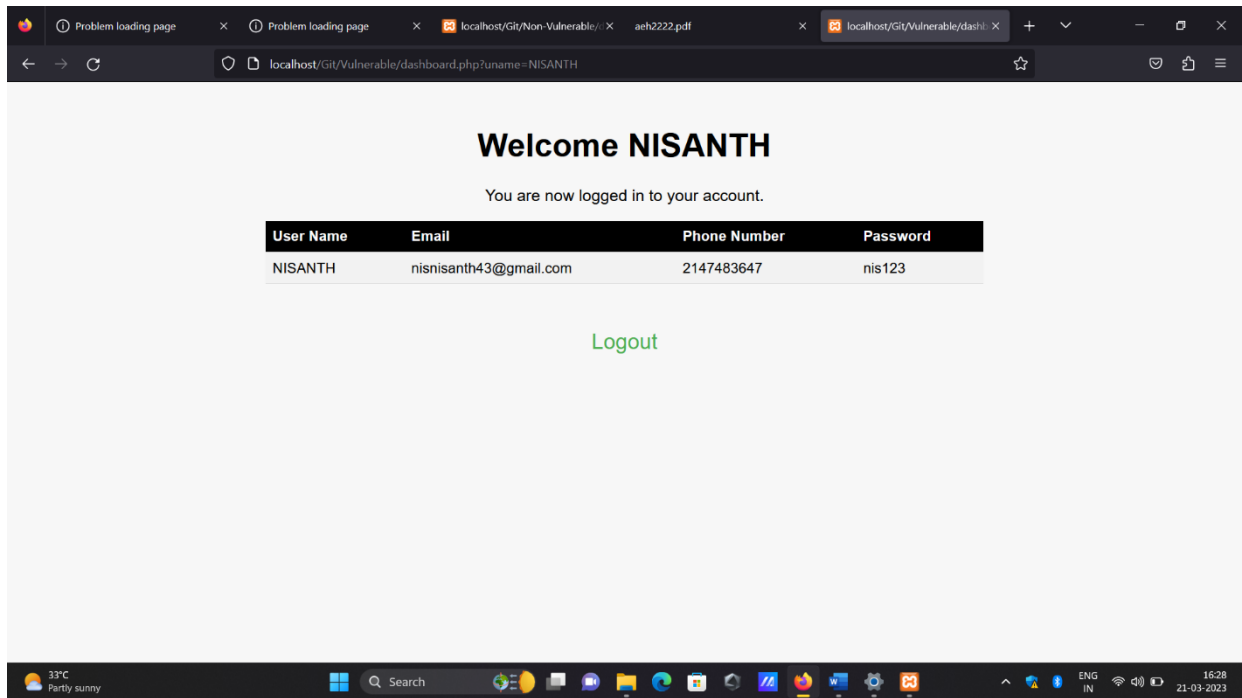 Problem loading page
Problem loading page
localhost/Git/Non-Vulnerable/d
aeh2222.pdf
localhost/Git/Vulnerable/dashb
localhost/Git/Vulnerable/dashboard.php?uname=NISANTH
Welcome NISANTH
You are now logged in to your account.
User Name Email Phone Number Password
NISANTH nisnisanth43@gmail.com 2147483647 nis123
Logout
33°C
Partly sunny
Search
ENG
IN
16:28
21-03-2023